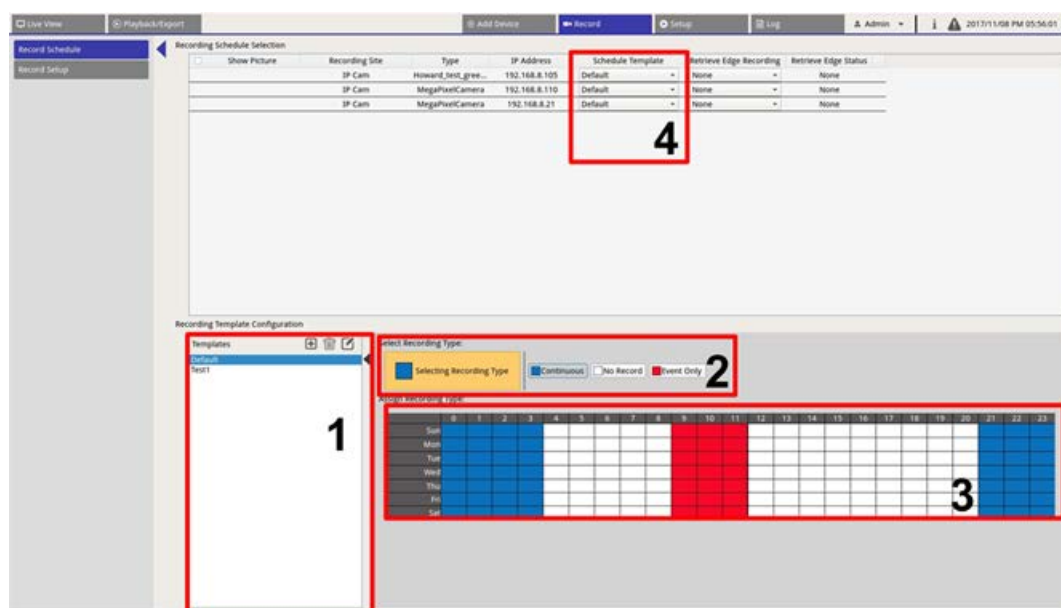 Live View Playback/Export Add Device Record Setup Log Admin i 2017/11/08 PM 05:56:01
Record Schedule
Record Setup
Recording Schedule Selection
Show Picture Recording Site Type IP Address Schedule Template Retrieve Edge Recording Retrieve Edge Status
IP Cam Howard_test_gree... 192.168.8.105 Default None None
IP Cam MegaPixelCamera 192.168.8.110 Default None None
IP Cam MegaPixelCamera 192.168.8.21 Default None None
4
Recording Template Configuration
Templates
Default
Test1
1
Select Recording Type:
Selecting Recording Type Continuous No Record Event Only
2
Assign Recording Type:
0 1 2 3 4 5 6 7 8 9 10 11 12 13 14 15 16 17 18 19 20 21 22 23
Sun
Mon
Tue
Wed
Thu
Fri
Sat
3